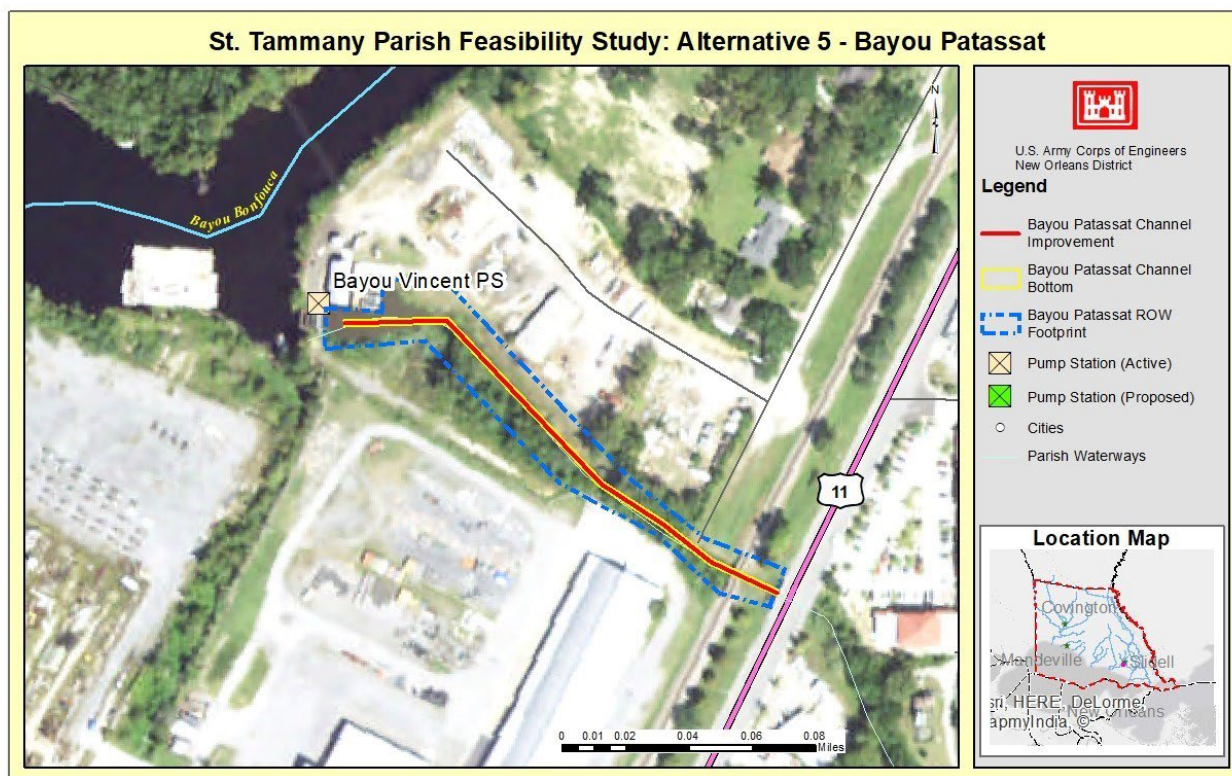 St. Tammany Parish Feasibility Study: Alternative 5 - Bayou Patassat
N
Bayou Bonfouca
Bayou Vincent PS
11
0 0.01 0.02 0.04 0.06 0.08
Miles
U.S. Army Corps of Engineers
New Orleans District
Legend
Bayou Patassat Channel
Improvement
Bayou Patassat Channel
Bottom
Bayou Patassat ROW
Footprint
Pump Station (Active)
Pump Station (Proposed)
Cities
Parish Waterways
Location Map
Covington
Mandeville
Slidell
sri, HERE, DeLorme,
New Orleans
apmyIndia, ©